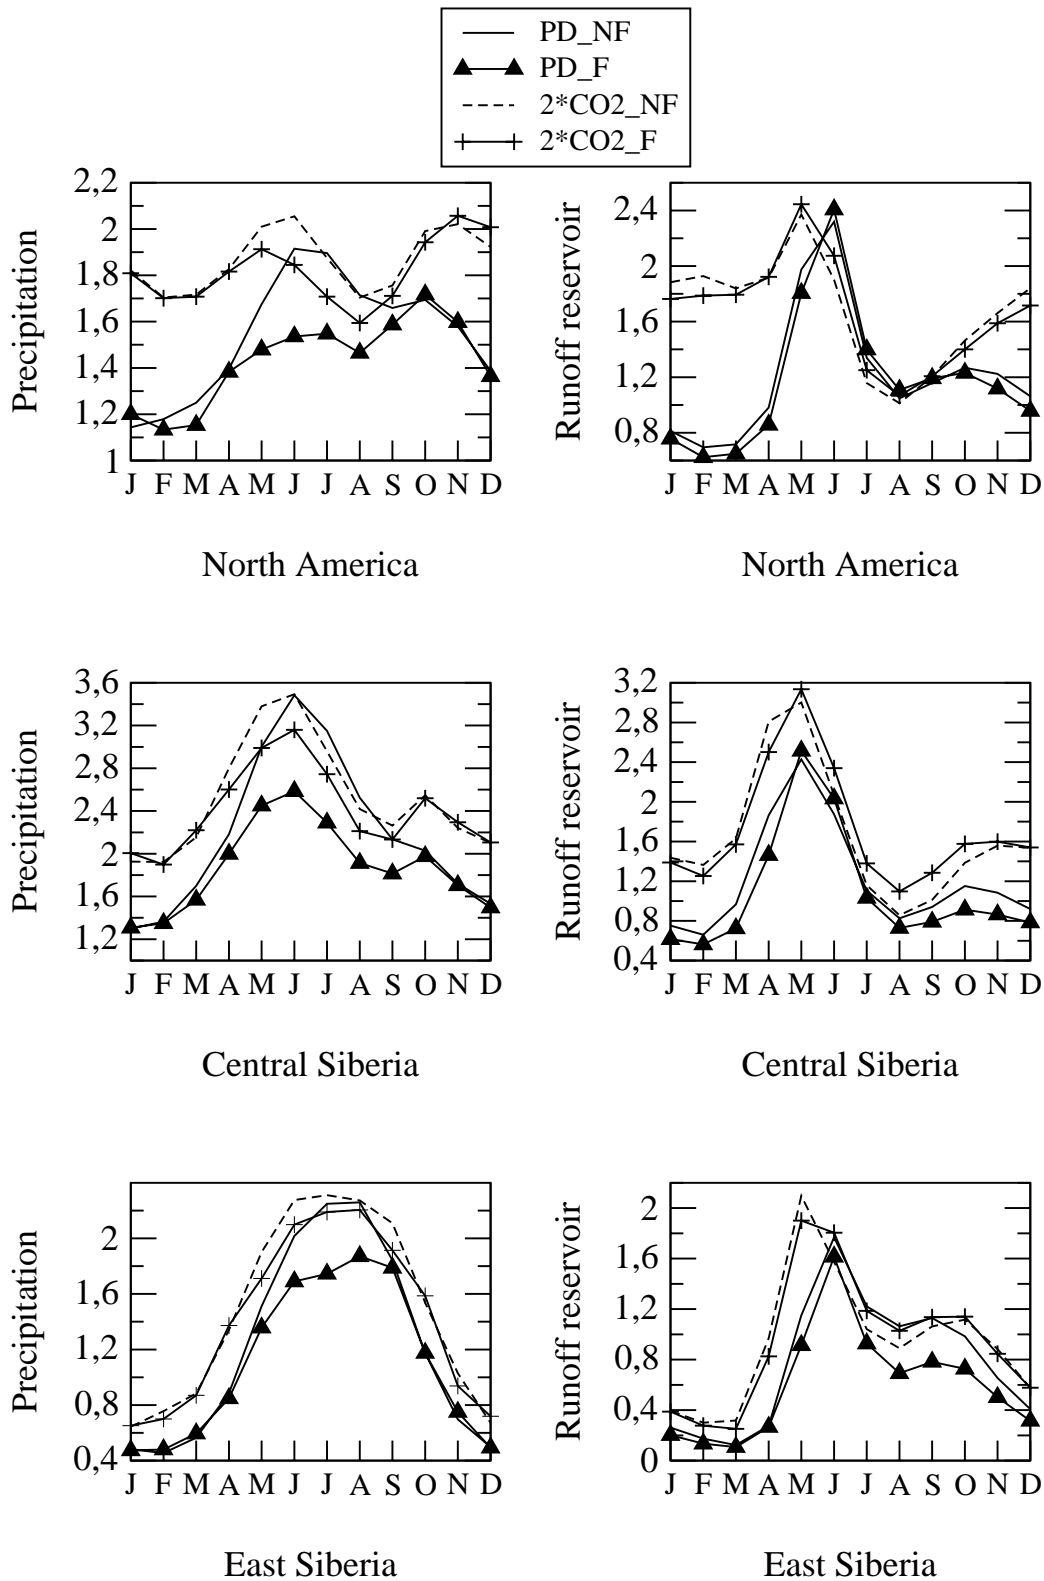 PD_NF
PD_F
2*CO2_NF
2*CO2_F
Precipitation
2,2
2
1,8
1,6
1,4
1,2
1
J F M A M J J A S O N D
North America
Runoff reservoir
2,4
2
1,6
1,2
0,8
J F M A M J J A S O N D
North America
Precipitation
3,6
3,2
2,8
2,4
2
1,6
1,2
J F M A M J J A S O N D
Central Siberia
Runoff reservoir
3,2
2,8
2,4
2
1,6
1,2
0,8
0,4
J F M A M J J A S O N D
Central Siberia
Precipitation
2
1,6
1,2
0,8
0,4
J F M A M J J A S O N D
East Siberia
Runoff reservoir
2
1,6
1,2
0,8
0,4
0
J F M A M J J A S O N D
East Siberia